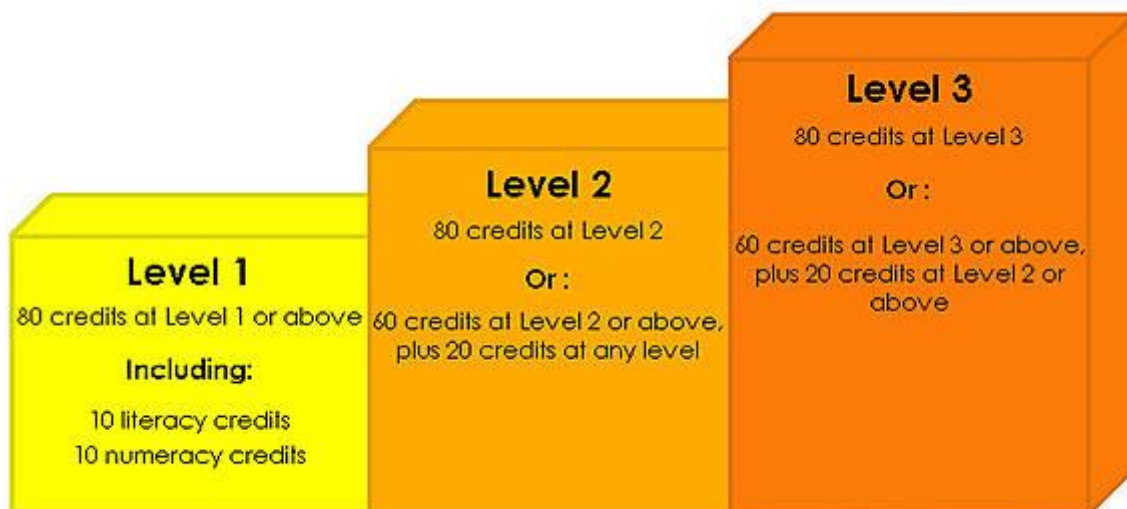 Level 1
80 credits at Level 1 or above
Including:
10 literacy credits
10 numeracy credits
Level 2
80 credits at Level 2
Or :
60 credits at Level 2 or above,
plus 20 credits at any level
Level 3
80 credits at Level 3
Or :
60 credits at Level 3 or above,
plus 20 credits at Level 2 or
above